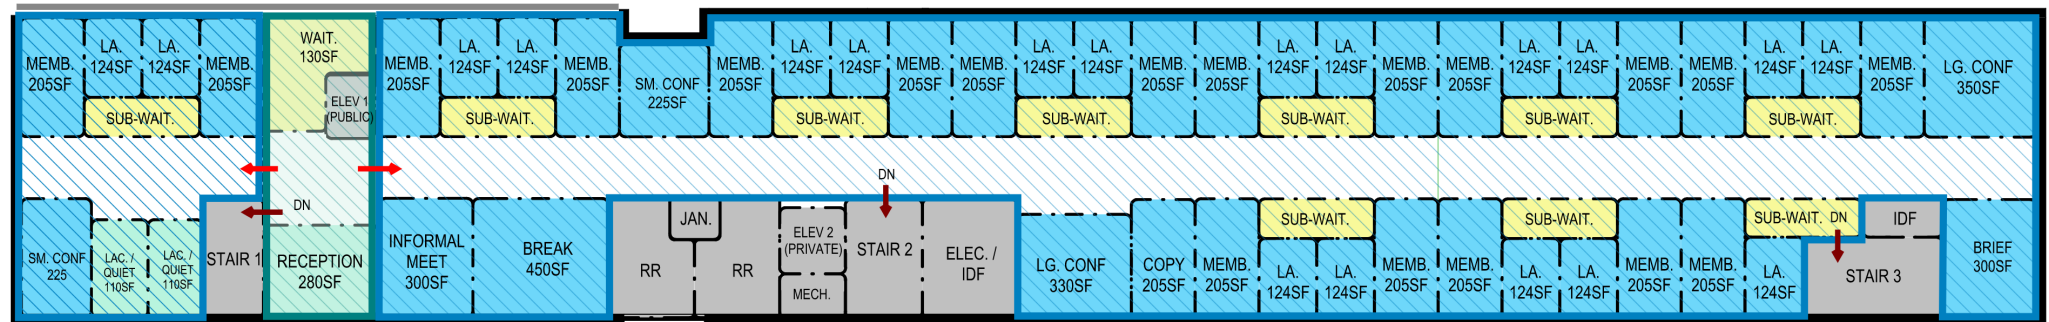 MEMB.
205SF
LA.
124SF
LA.
124SF
MEMB.
205SF
SUB-WAIT.
WAIT.
130SF
ELEV 1
(PUBLIC)
MEMB.
205SF
LA.
124SF
LA.
124SF
MEMB.
205SF
SUB-WAIT.
SM. CONF
225SF
MEMB.
205SF
LA.
124SF
LA.
124SF
MEMB.
205SF
SUB-WAIT.
MEMB.
205SF
LA.
124SF
LA.
124SF
MEMB.
205SF
SUB-WAIT.
MEMB.
205SF
LA.
124SF
LA.
124SF
MEMB.
205SF
SUB-WAIT.
MEMB.
205SF
LA.
124SF
LA.
124SF
MEMB.
205SF
SUB-WAIT.
MEMB.
205SF
LA.
124SF
LA.
124SF
MEMB.
205SF
SUB-WAIT.
LG. CONF
350SF
SM. CONF
225
LAC. /
QUIET
110SF
LAC. /
QUIET
110SF
STAIR 1
DN
RECEPTION
280SF
INFORMAL
MEET
300SF
BREAK
450SF
RR
JAN.
RR
ELEV 2
(PRIVATE)
MECH.
DN
STAIR 2
ELEC. /
IDF
LG. CONF
330SF
COPY
205SF
MEMB.
205SF
SUB-WAIT.
LA.
124SF
LA.
124SF
MEMB.
205SF
MEMB.
205SF
SUB-WAIT.
LA.
124SF
LA.
124SF
MEMB.
205SF
MEMB.
205SF
SUB-WAIT.
DN
LA.
124SF
IDF
STAIR 3
BRIEF
300SF